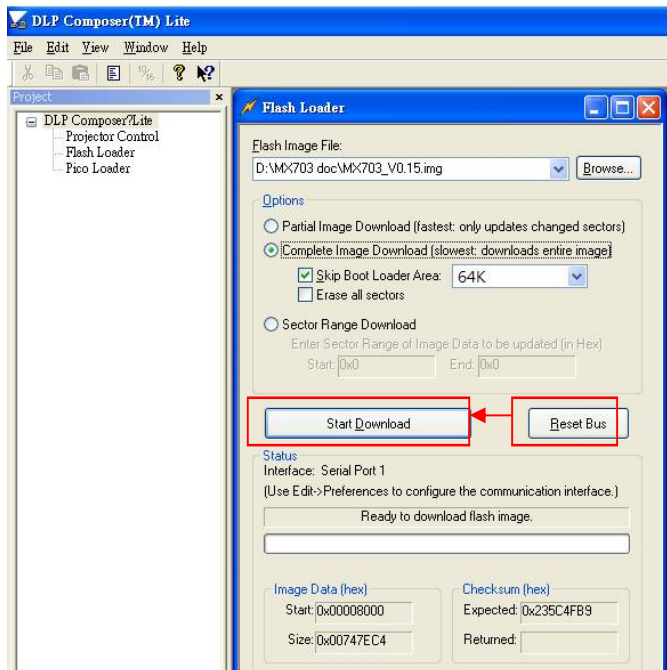 DLP Composer(TM) Lite
File Edit View Window Help
10/16
Project
DLP Composer?Lite
Projector Control
Flash Loader
Pico Loader
Flash Loader
Flash Image File:
D:\MX703 doc\MX703_V0.15.img
Browse...
Options
Partial Image Download (fastest: only updates changed sectors)
Complete Image Download (slowest: downloads entire image)
Skip Boot Loader Area: 64K
Erase all sectors
Sector Range Download
Enter Sector Range of Image Data to be updated (in Hex)
Start: 0x0 End: 0x0
Start Download Reset Bus
Status
Interface: Serial Port 1
(Use Edit->Preferences to configure the communication interface.)
Ready to download flash image.
Image Data (hex) Checksum (hex)
Start: 0x00008000 Expected: 0x235C4FB9
Size: 0x00747EC4 Returned: